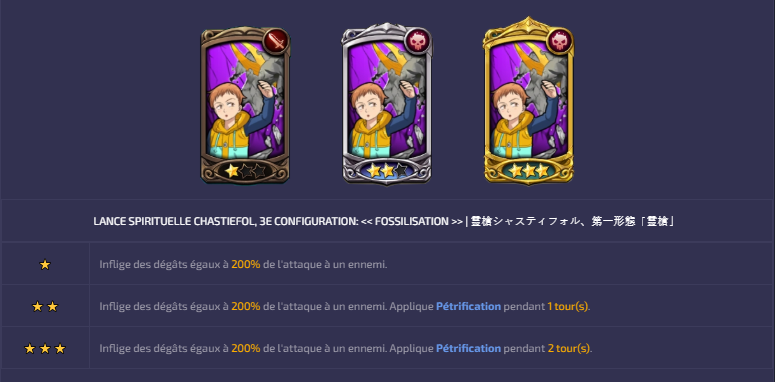 LANCE SPIRITUELLE CHASTIEFOL, 3E CONFIGURATION: << FOSSILISATION >> | 霊槍シャスティフォル、第一形態「霊槍」
Inflige des dégâts égaux à 200% de l'attaque à un ennemi.
Inflige des dégâts égaux à 200% de l'attaque à un ennemi. Applique Pétrification pendant 1 tour(s).
Inflige des dégâts égaux à 200% de l'attaque à un ennemi. Applique Pétrification pendant 2 tour(s).